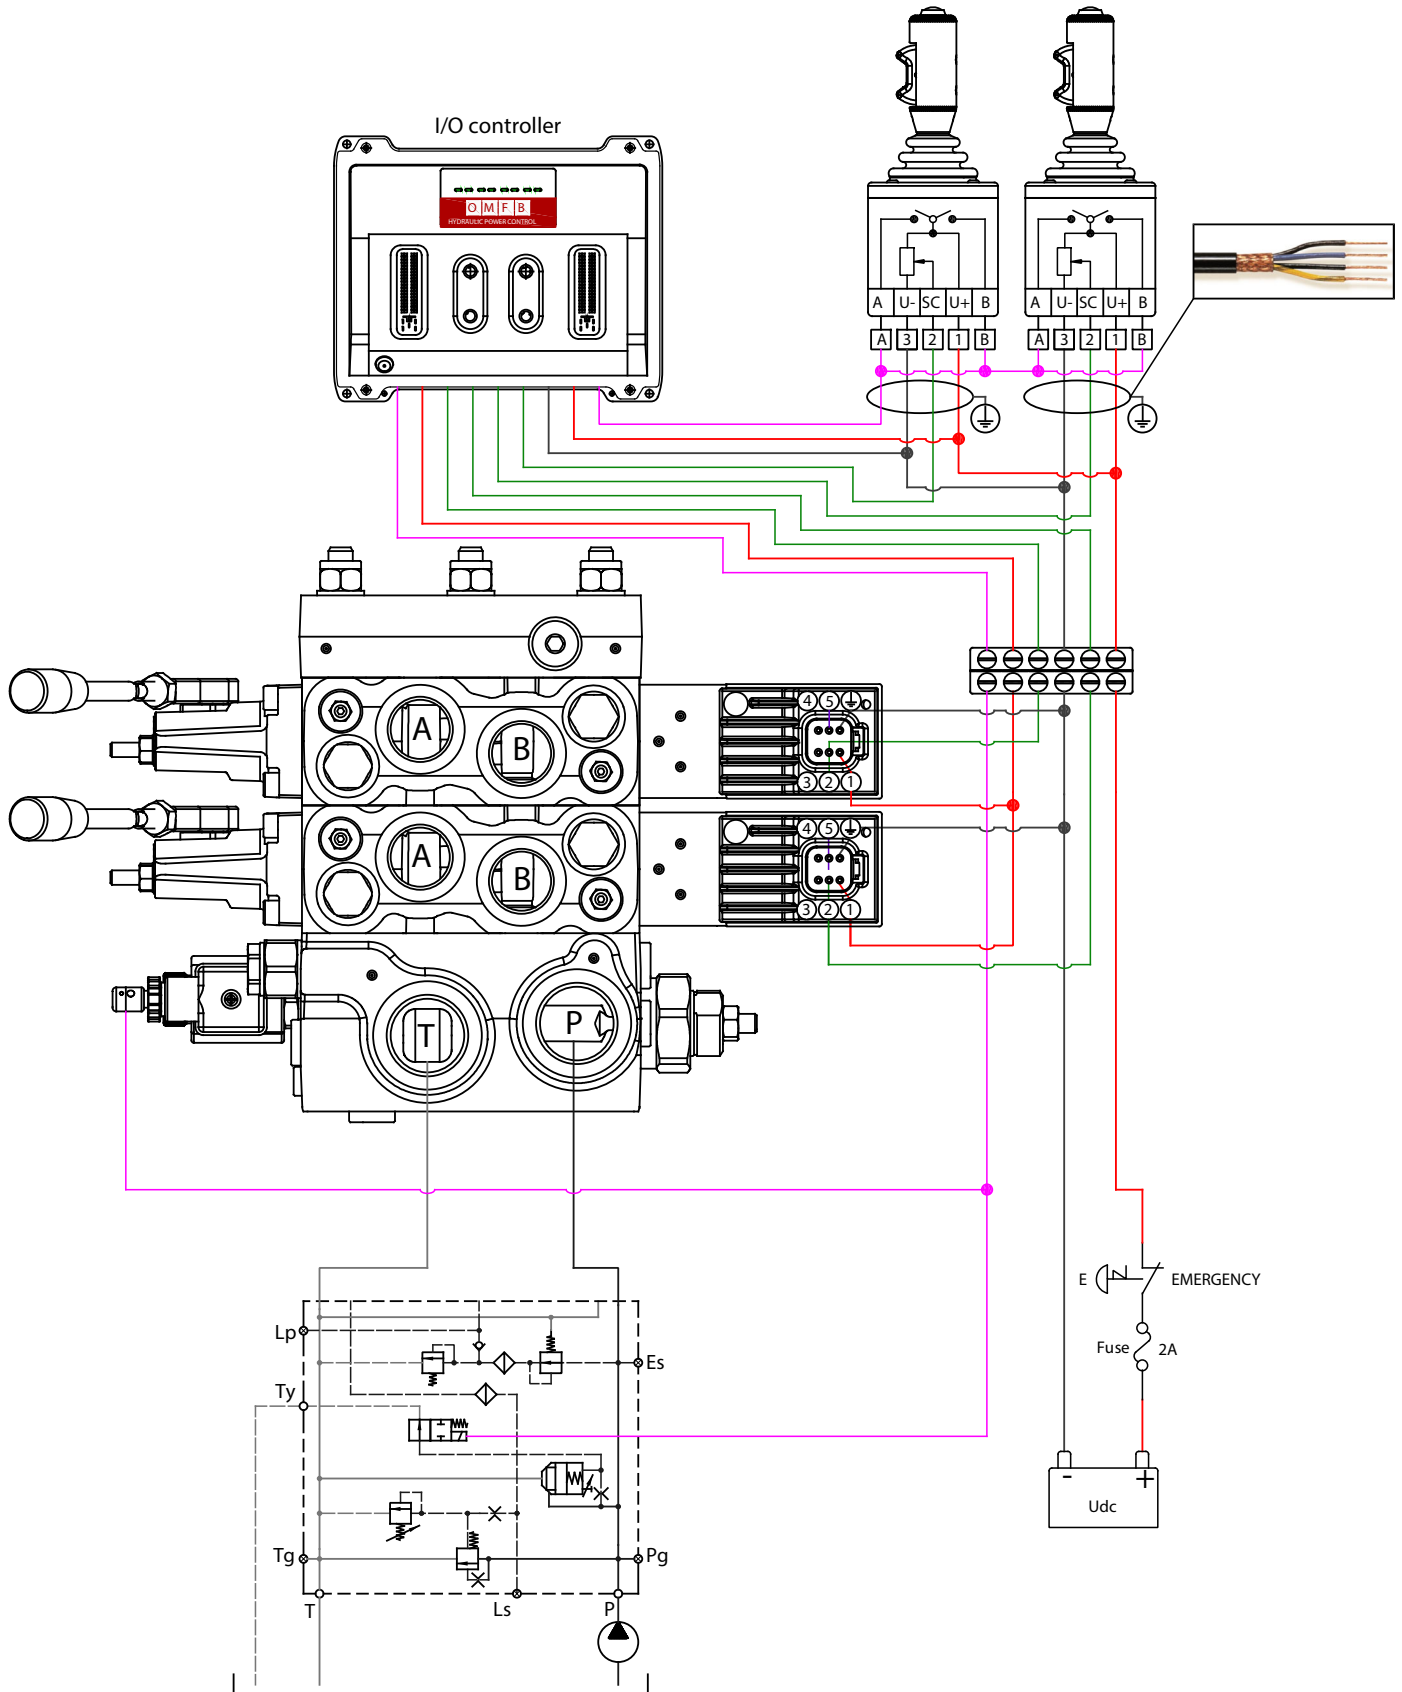 I/O controller
O M F B
HYDRAULIC POWER CONTROL
A U- SC U+ B
A 3 2 1 B
A U- SC U+ B
A 3 2 1 B
4 5
A
B
3 2 1
4 5
A
B
3 2 1
T
P
E
EMERGENCY
Fuse
2A
Lp
Es
Ty
- +
Udc
Tg
Pg
T
Ls
P